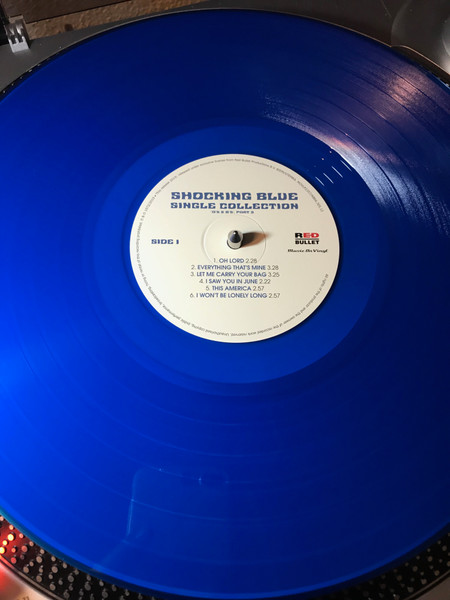 SHOCKING BLUE
SINGLE COLLECTION
A'S & B'S, PART 2
SIDE 1
RED
BULLET
Music On Vinyl
1. OH LORD 2.28
2. EVERYTHING THAT'S MINE 3.28
3. LET ME CARRY YOUR BAG 3.25
4. I SAW YOU IN JUNE 2.22
5. THIS AMERICA 2.57
6. I WON'T BE LONELY LONG 2.57